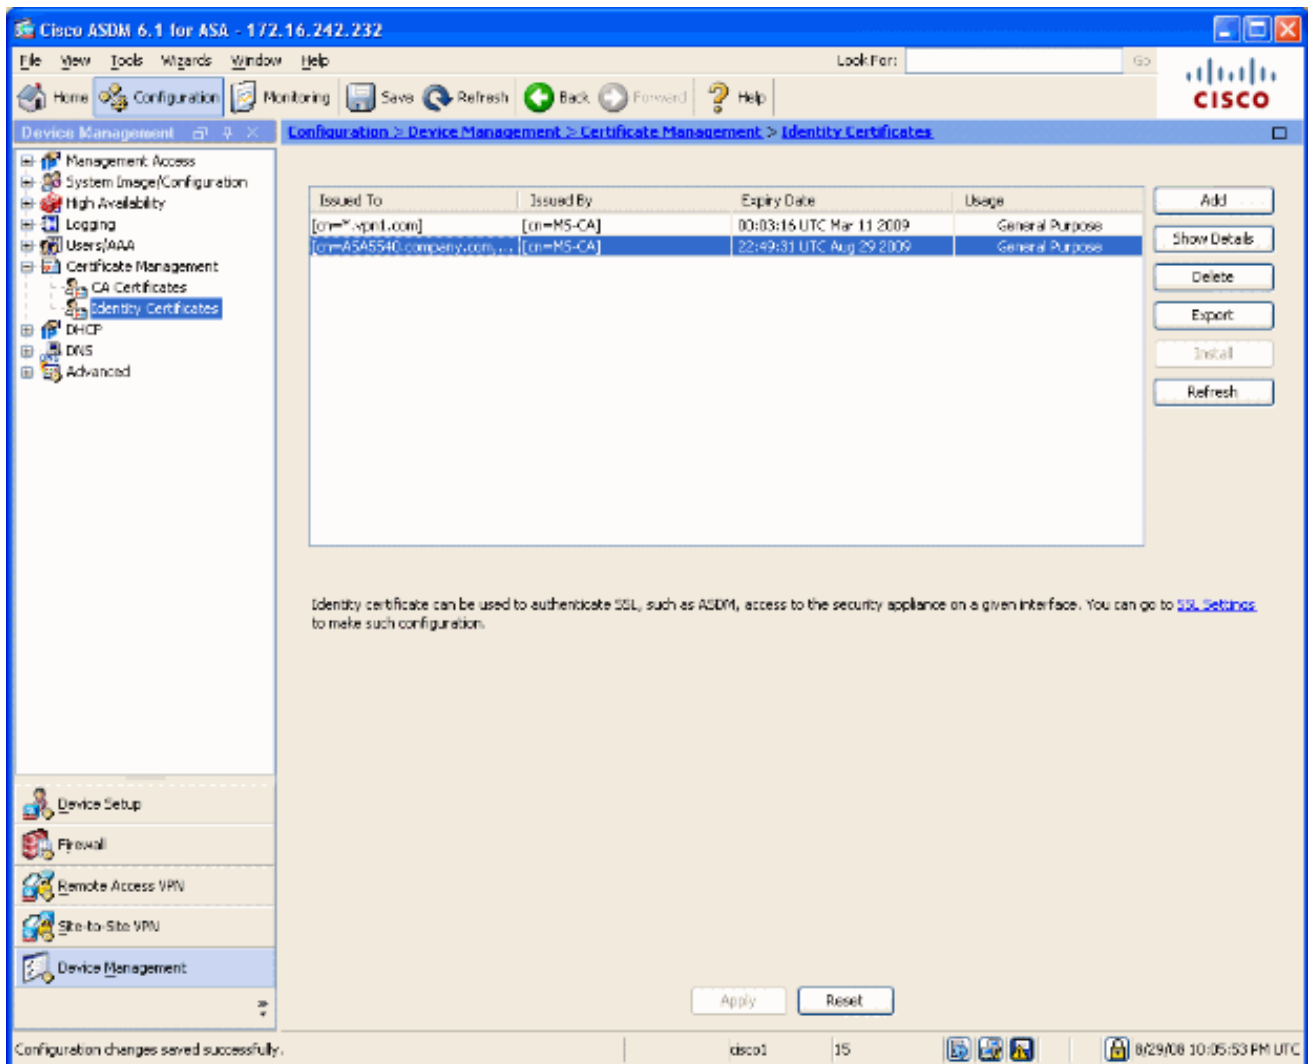 Cisco ASDM 6.1 for ASA - 172.16.242.232
File View Tools Wizards Window Help Look For: Go
Home Configuration Monitoring Save Refresh Back Forward Help
CISCO
Device Management Configuration > Device Management > Certificate Management > Identity Certificates
Management Access
System Image/Configuration
High Availability
Logging
Users/AAA
Certificate Management
CA Certificates
Identity Certificates
DHCP
DNS
Advanced
Issued To Issued By Expiry Date Usage
[cn=*.vpn1.com] [cn=MS-CA] 00:03:16 UTC Mar 11 2009 General Purpose
[cn=ASA5540.company.com, ... [cn=MS-CA] 22:49:31 UTC Aug 29 2009 General Purpose
Add
Show Details
Delete
Export
Install
Refresh
Identity certificate can be used to authenticate SSL, such as ASDM, access to the security appliance on a given interface. You can go to SSL Settings
to make such configuration.
Device Setup
Firewall
Remote Access VPN
Site-to-Site VPN
Device Management
Apply Reset
Configuration changes saved successfully. cisco1 15 8/29/08 10:05:53 PM UTC